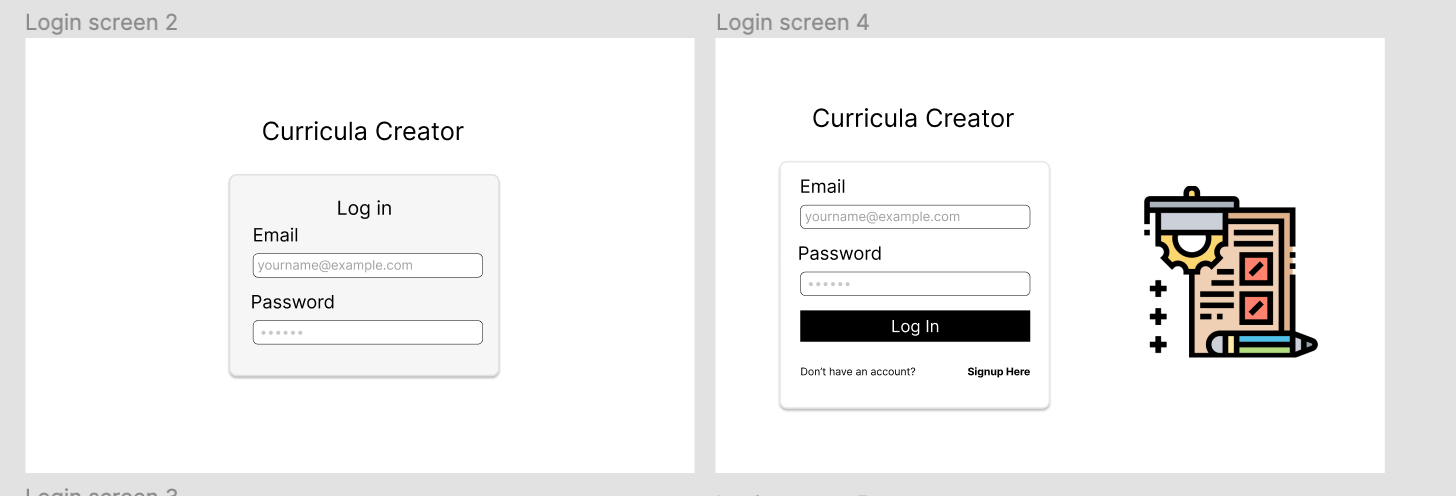 Login screen 2
Curricula Creator
Log in
Email
yourname@example.com
Password
Login screen 4
Curricula Creator
Email
yourname@example.com
Password
Log In
Don't have an account? Signup Here
Login screen 3